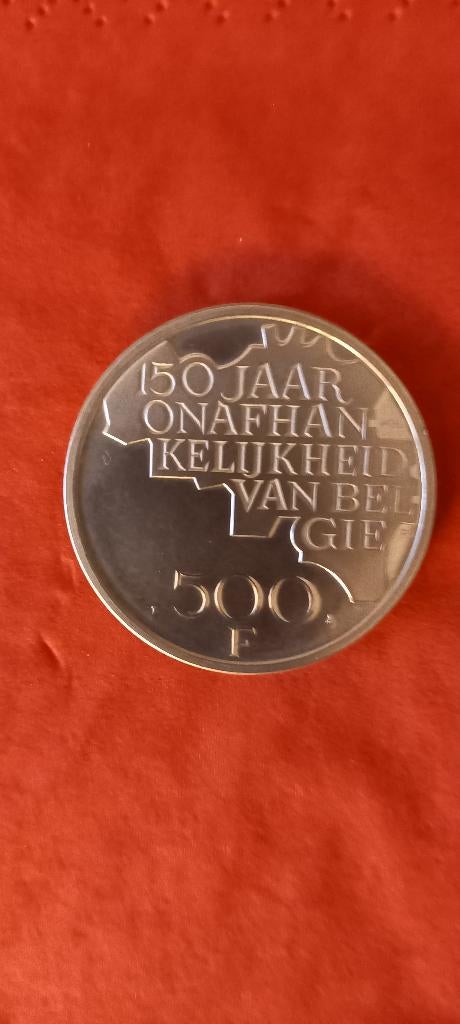 150 JAAR
ONAFHAN
KELIJKHEID
VAN BEL
GIE
500
F